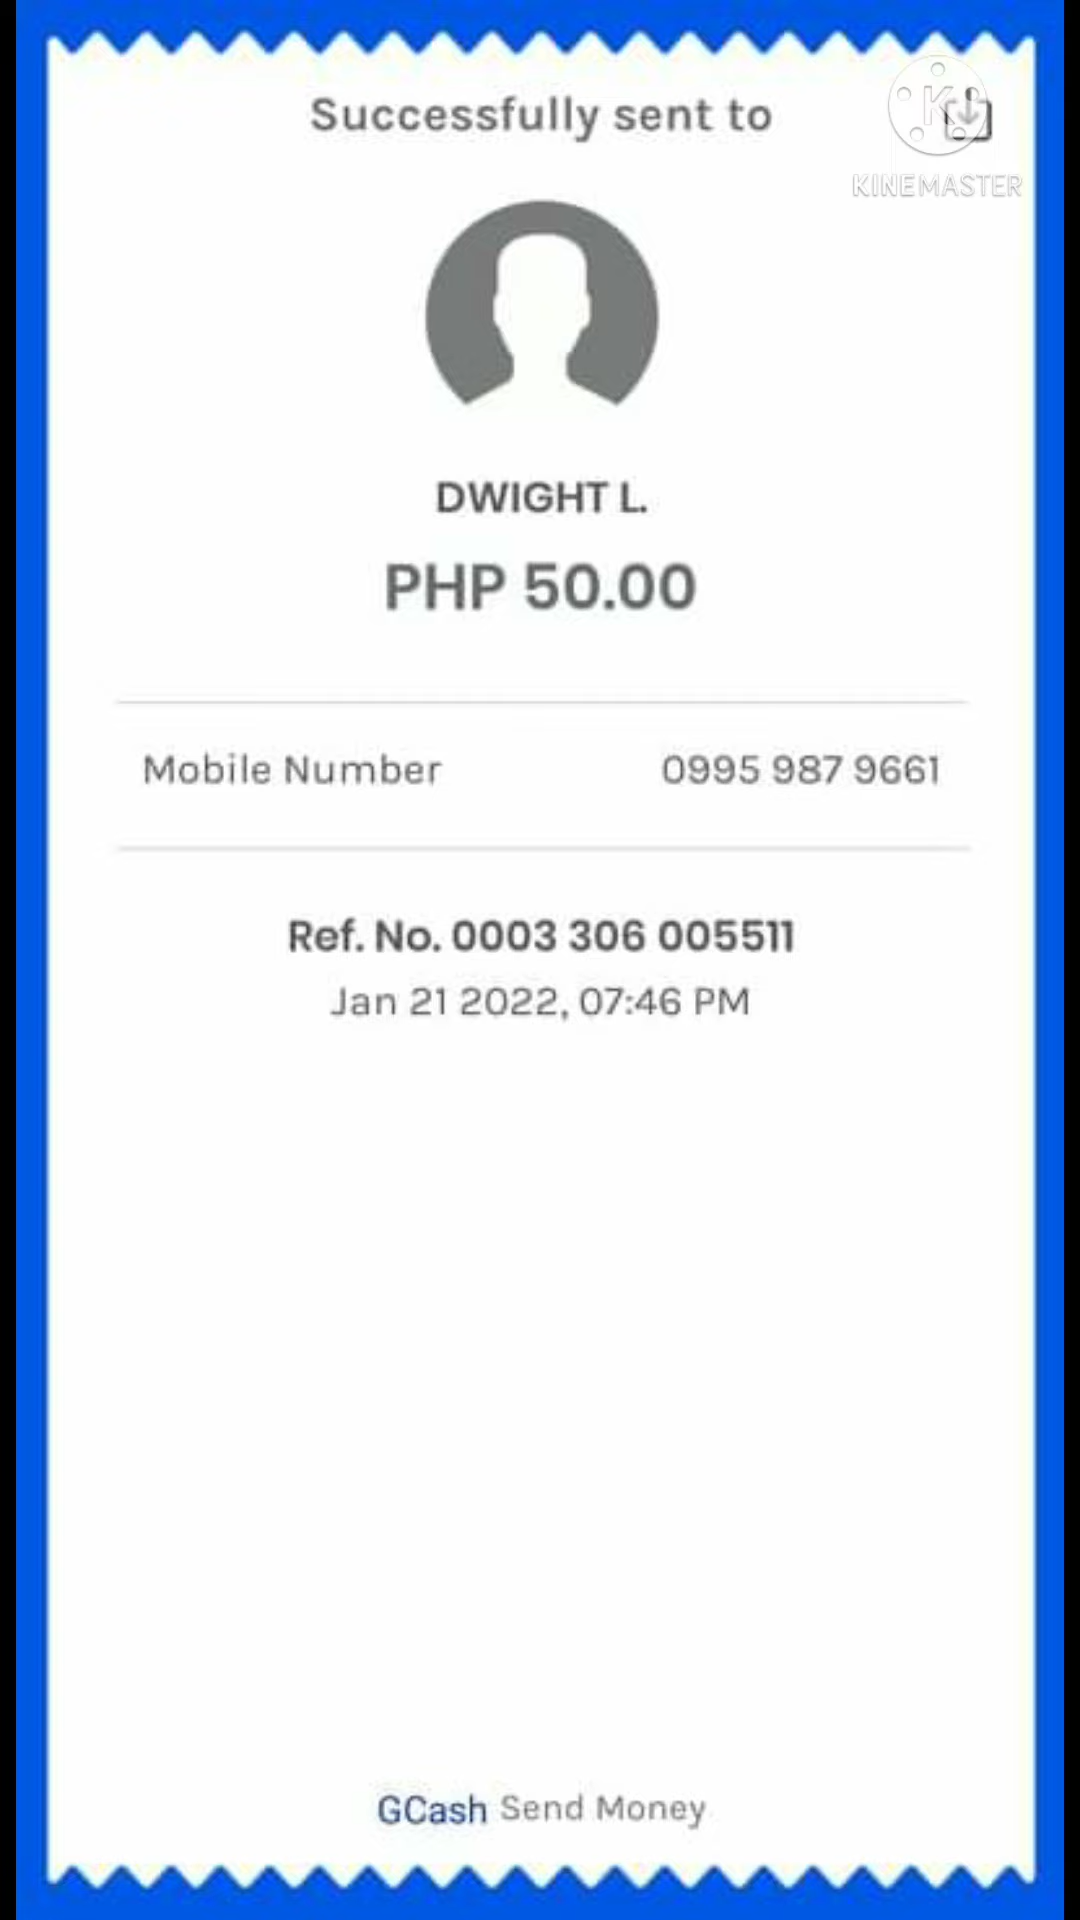 Successfully sent to
KINEMASTER
DWIGHT L.
PHP 50.00
Mobile Number 0995 987 9661
Ref. No. 0003 306 005511
Jan 21 2022, 07:46 PM
GCash Send Money